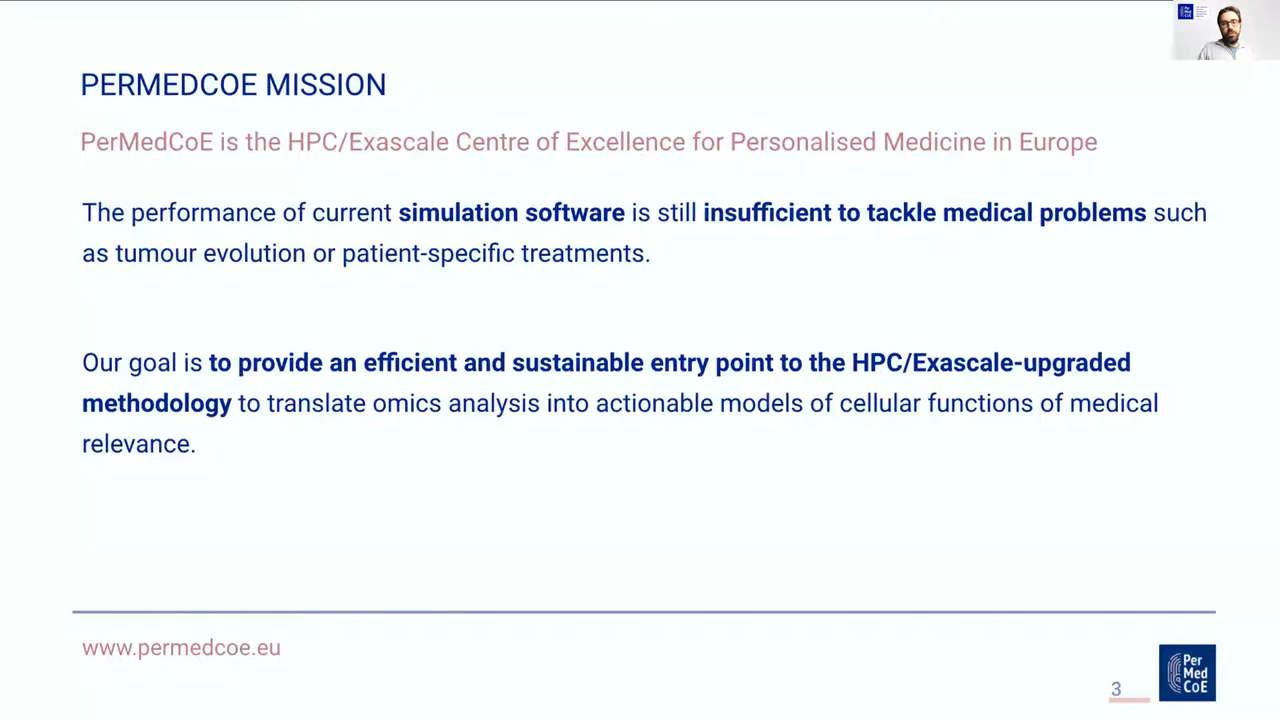 PERMEDCOE MISSION
PerMedCoE is the HPC/Exascale Centre of Excellence for Personalised Medicine in Europe
The performance of current simulation software is still insufficient to tackle medical problems such
as tumour evolution or patient-specific treatments.
Our goal is to provide an efficient and sustainable entry point to the HPC/Exascale-upgraded
methodology to translate omics analysis into actionable models of cellular functions of medical
relevance.
www.permedcoe.eu
3
Per
Med
CoE